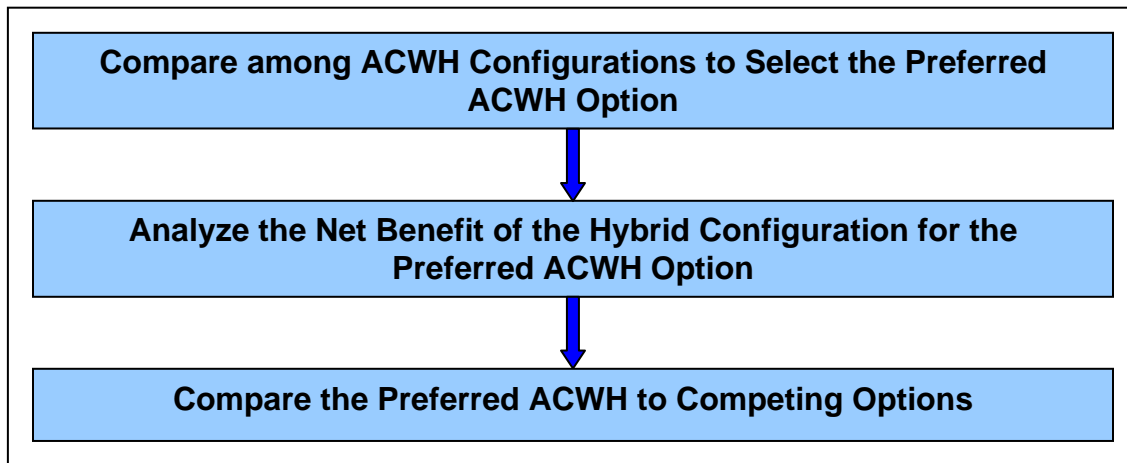 Compare among ACWH Configurations to Select the Preferred
ACWH Option
Analyze the Net Benefit of the Hybrid Configuration for the
Preferred ACWH Option
Compare the Preferred ACWH to Competing Options